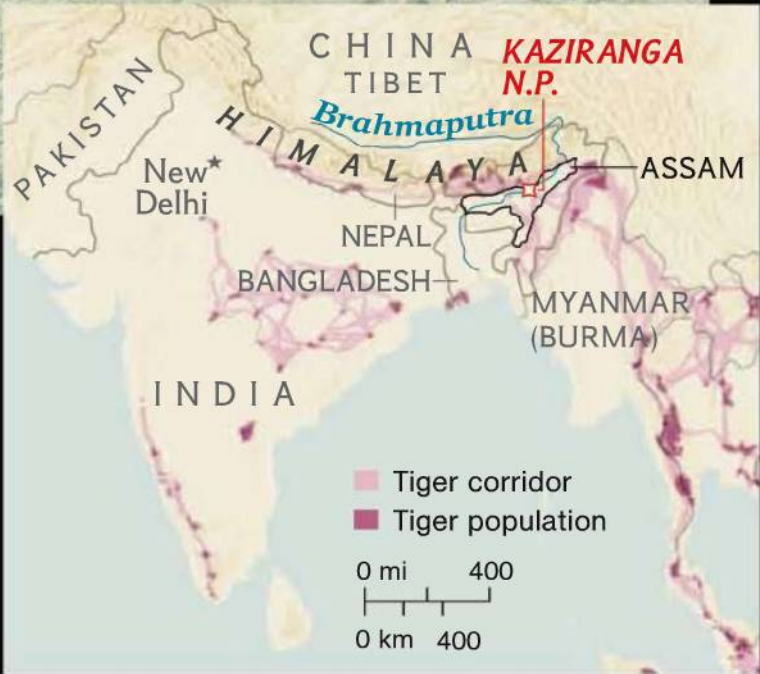 CHINA
TIBET
KAZIRANGA
N.P.
PAKISTAN
Brahmaputra
HIMALAYA
New
Delhi
ASSAM
NEPAL
BANGLADESH
MYANMAR
(BURMA)
INDIA
Tiger corridor
Tiger population
0 mi 400
0 km 400